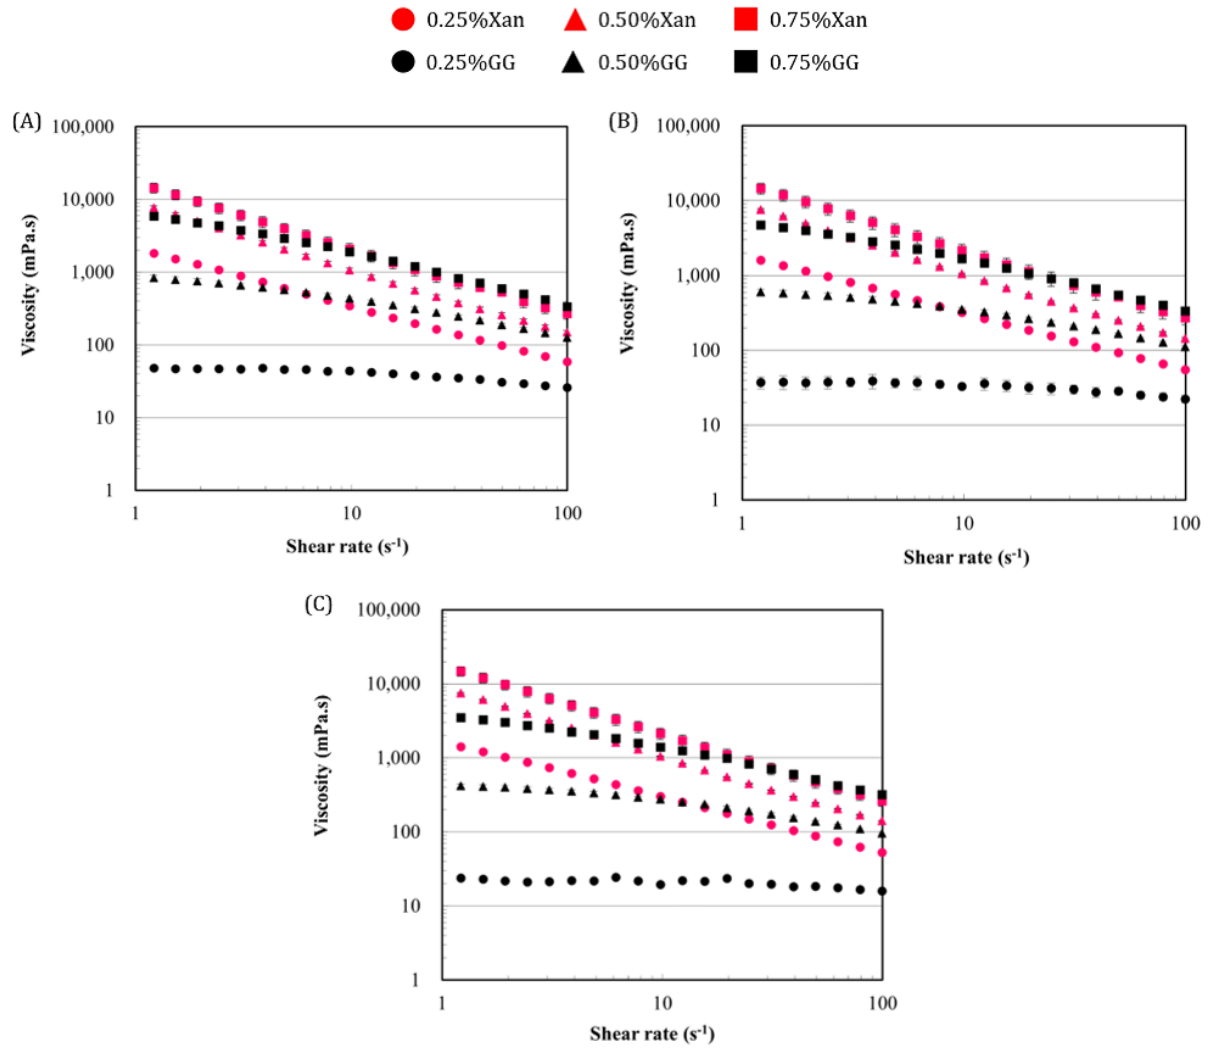 0.25%Xan 0.50%Xan 0.75%Xan
0.25%GG 0.50%GG 0.75%GG
(A)
100,000
10,000
1,000
100
10
1
Viscosity (mPa.s)
1 10 100
Shear rate (s-1)
(B)
100,000
10,000
1,000
100
10
1
Viscosity (mPa.s)
1 10 100
Shear rate (s-1)
(C)
100,000
10,000
1,000
100
10
1
Viscosity (mPa.s)
1 10 100
Shear rate (s-1)